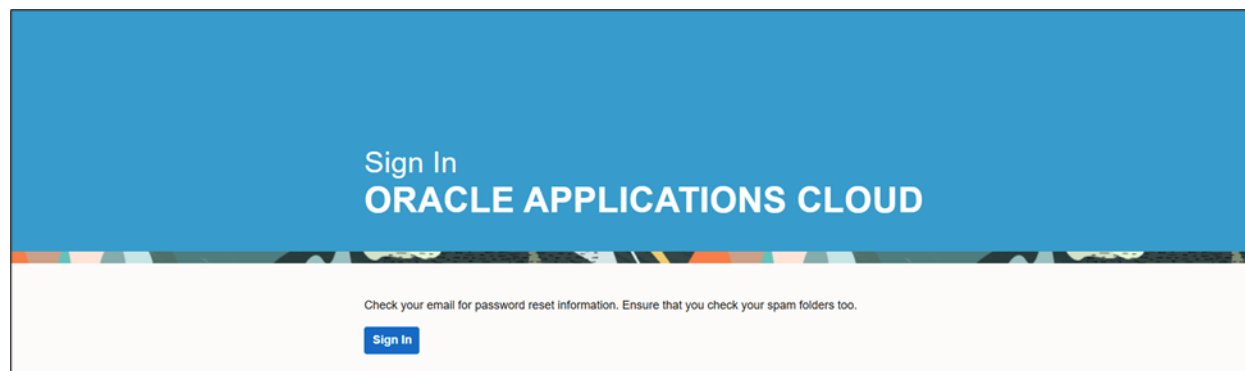 Sign In
ORACLE APPLICATIONS CLOUD
Check your email for password reset information. Ensure that you check your spam folders too.
Sign In